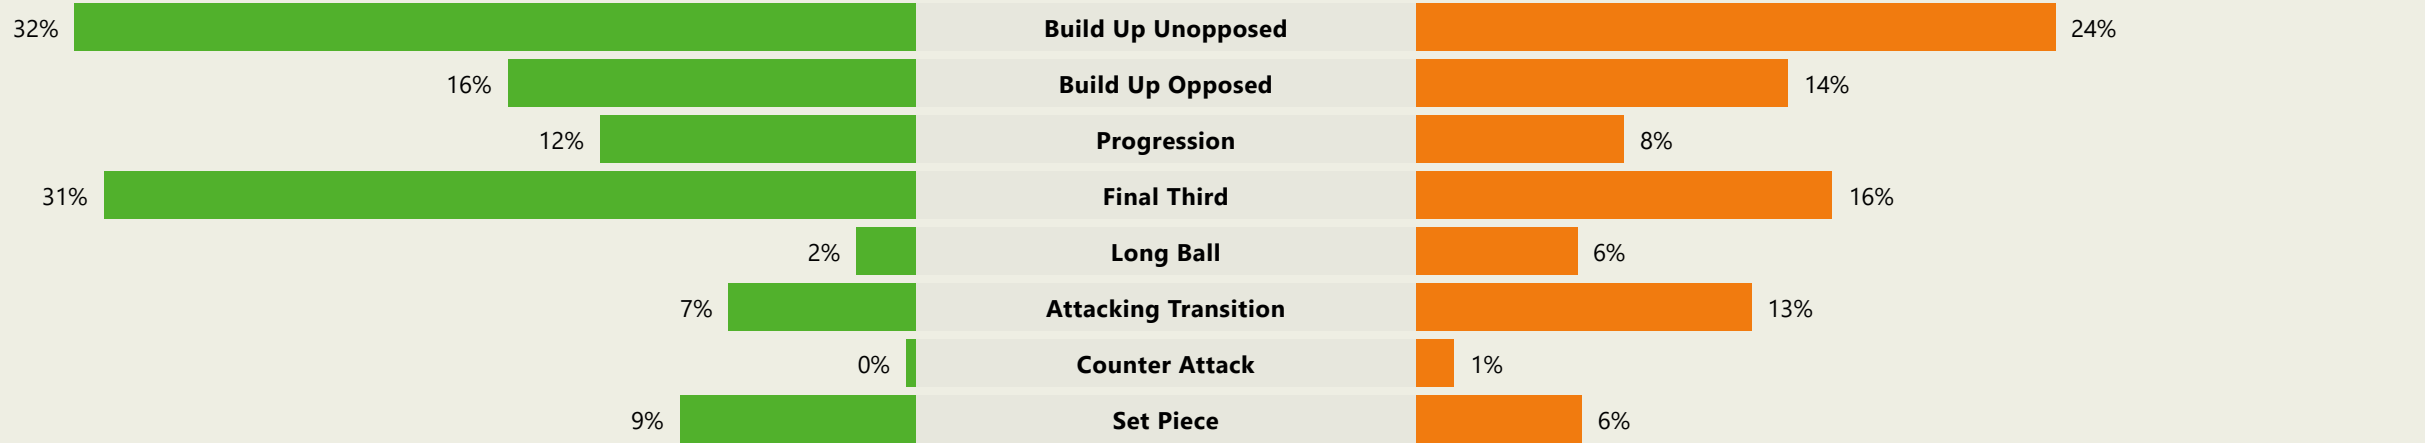 32% Build Up Unopposed 24%
16% Build Up Opposed 14%
12% Progression 8%
31% Final Third 16%
2% Long Ball 6%
7% Attacking Transition 13%
0% Counter Attack 1%
9% Set Piece 6%